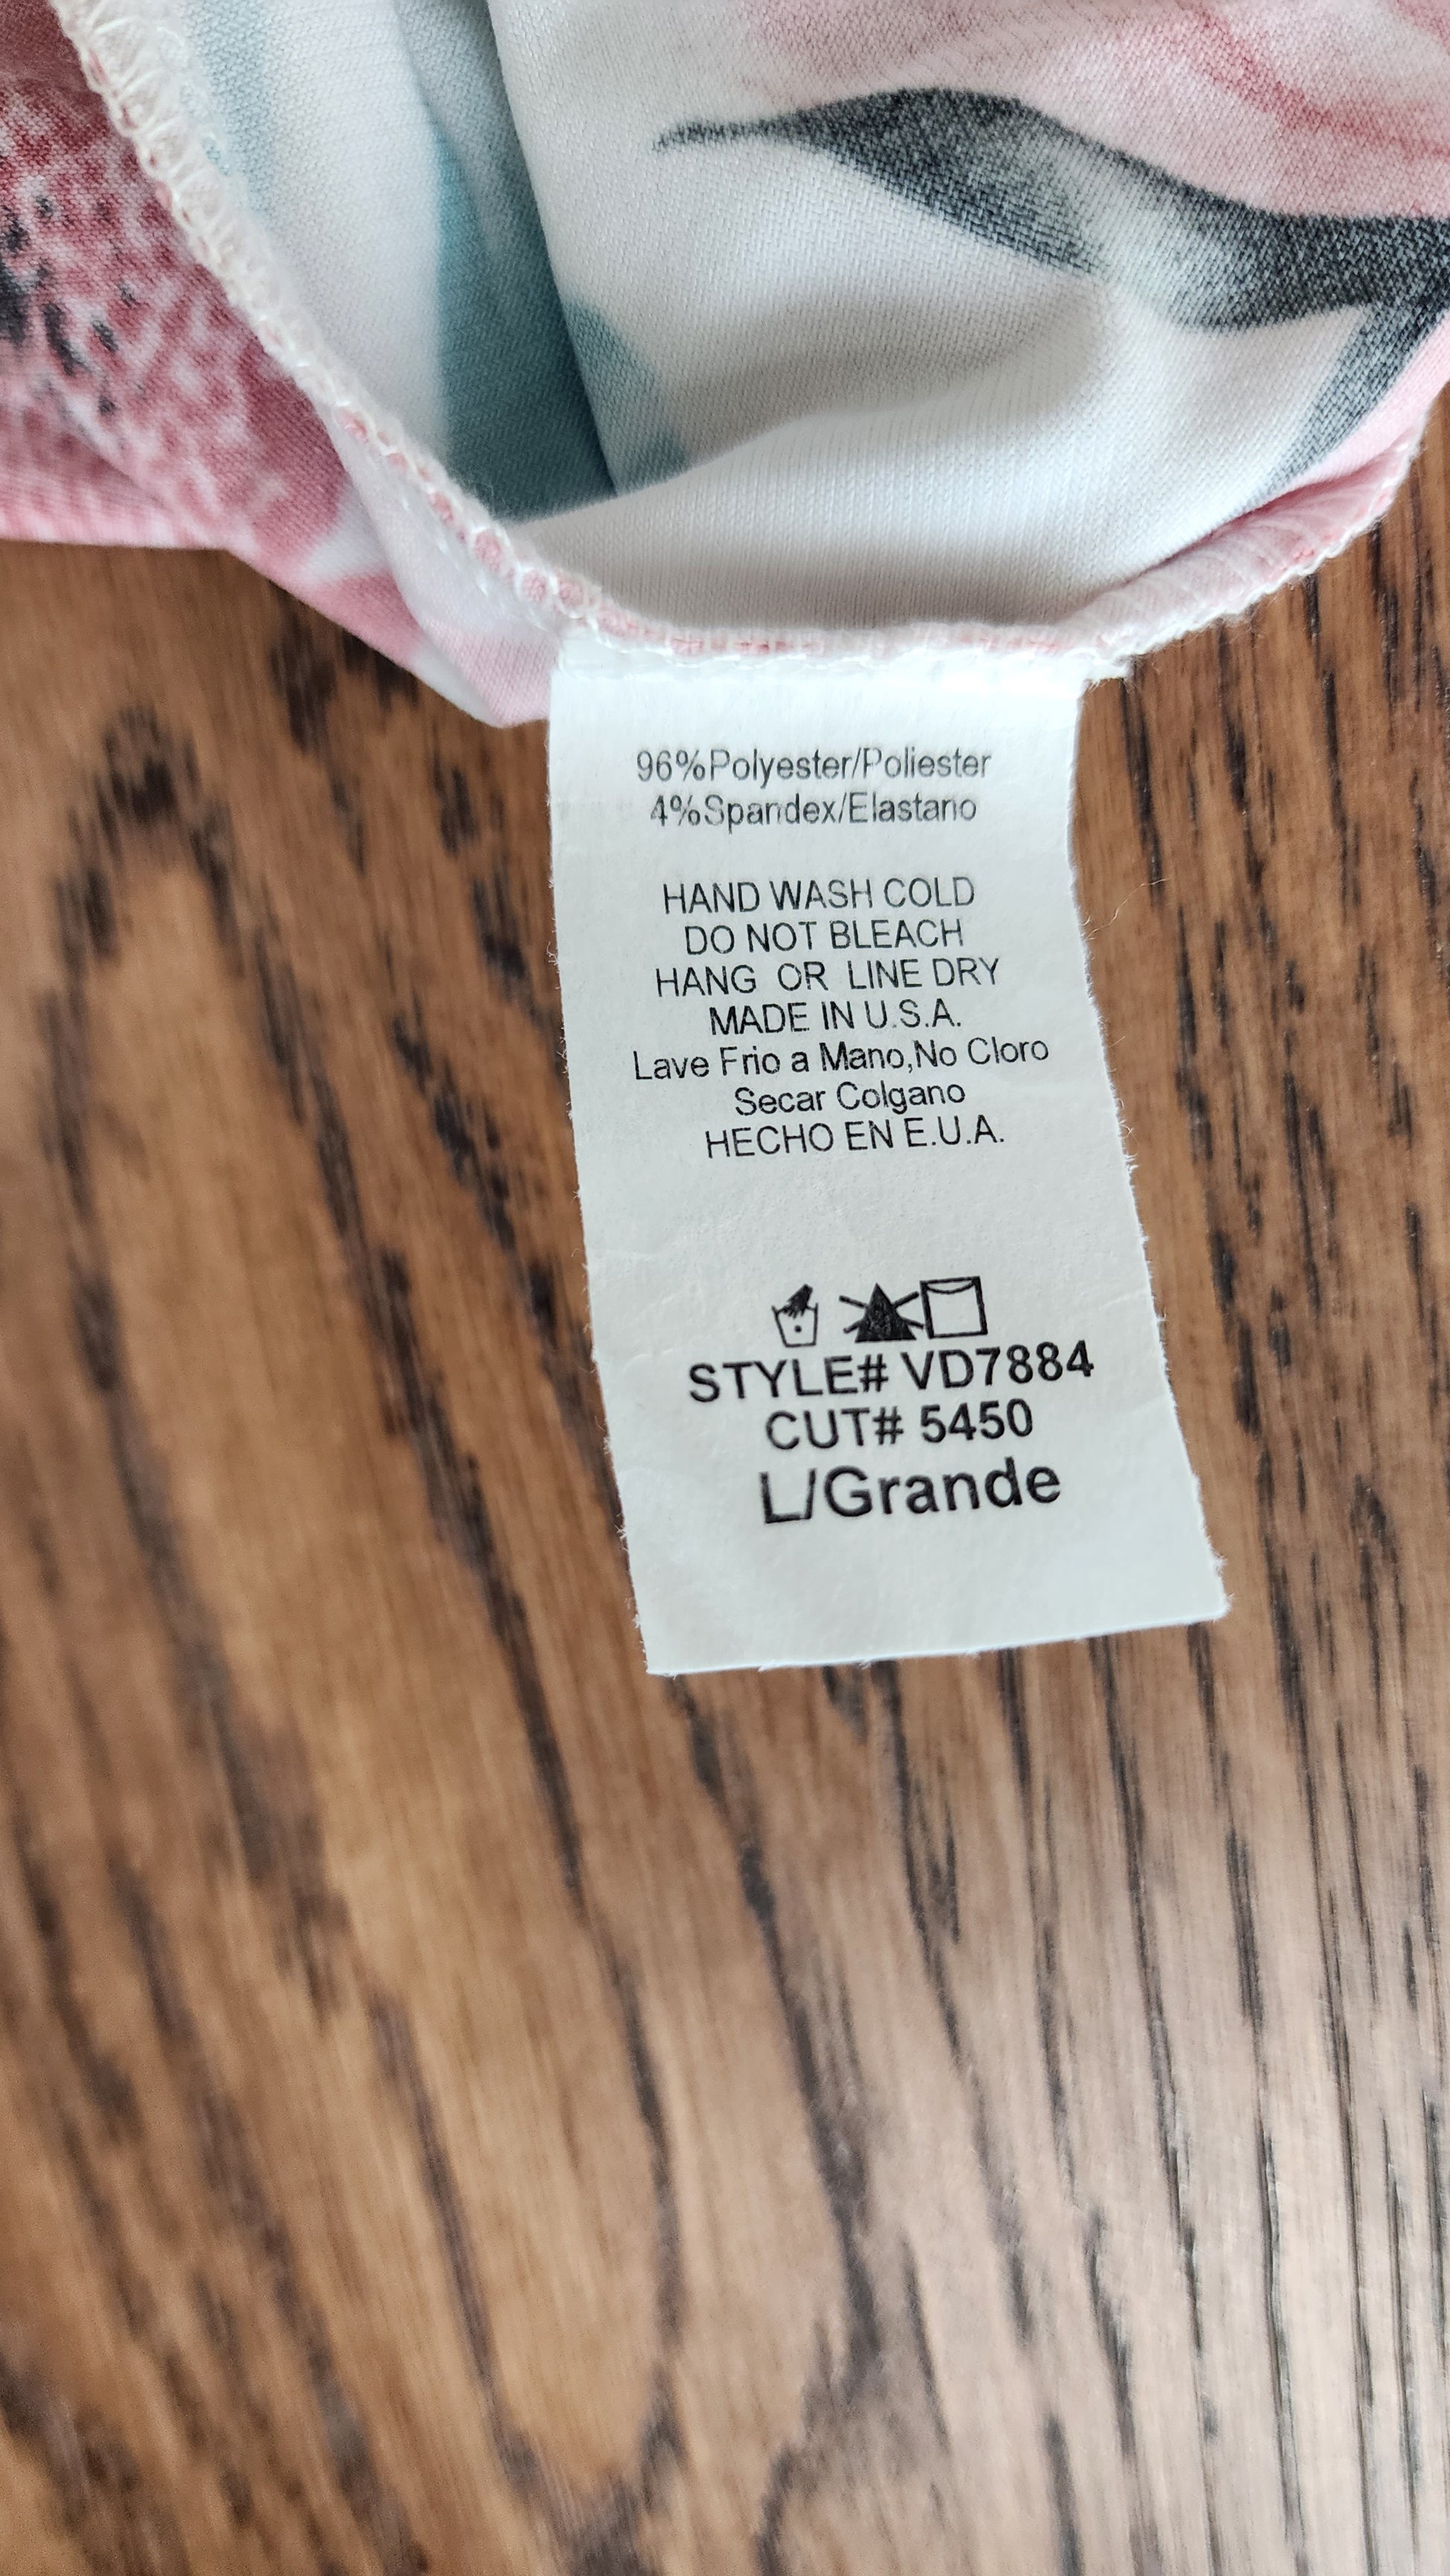 96%Polyester/Poliester
4%Spandex/Elastano
HAND WASH COLD
DO NOT BLEACH
HANG OR LINE DRY
MADE IN U.S.A.
Lave Frio a Mano,No Cloro
Secar Colgano
HECHO EN E.U.A.
STYLE# VD7884
CUT# 5450
L/Grande